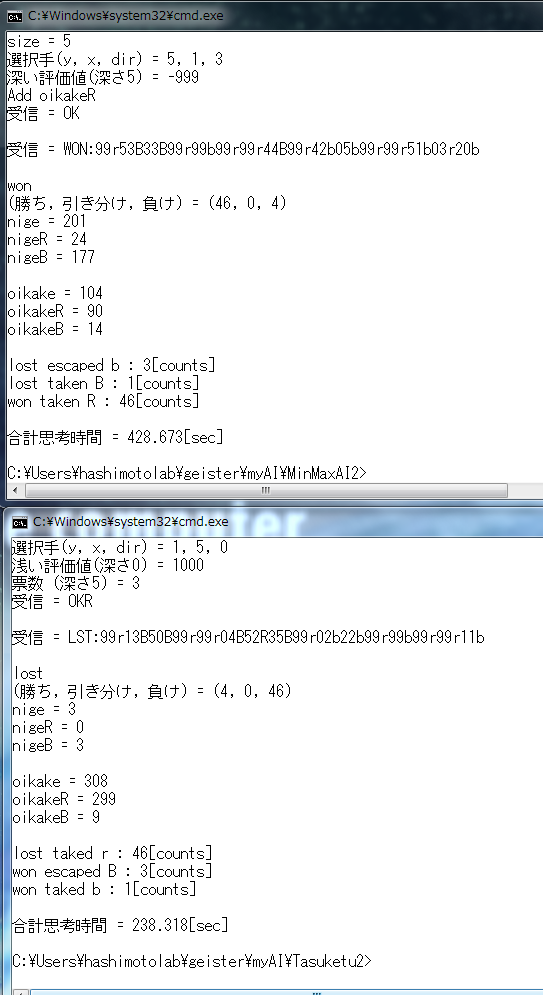 C:¥Windows¥system32¥cmd.exe
size = 5
選択手(y, x, dir) = 5, 1, 3
深い評価値(深さ5) = -999
Add oikakeR
受信 = OK
受信 = WON:99r53B33B99r99b99r99r44B99r42b05b99r99r51b03r20b
won
(勝ち, 引き分け, 負け) = (46, 0, 4)
nige = 201
nigeR = 24
nigeB = 177
oikake = 104
oikakeR = 90
oikakeB = 14
lost escaped b : 3[counts]
lost taken B : 1[counts]
won taken R : 46[counts]
合計思考時間 = 428.673[sec]
C:¥Users¥hashimotolab¥geister¥myAI¥MinMaxAI2>
computer
C:¥Windows¥system32¥cmd.exe
選択手(y, x, dir) = 1, 5, 0
浅い評価値(深さ0) = 1000
票数 (深さ5) = 3
受信 = OKR
受信 = LST:99r13B50B99r99r04B52R35B99r02b22b99r99b99r99r11b
lost
(勝ち, 引き分け, 負け) = (4, 0, 46)
nige = 3
nigeR = 0
nigeB = 3
oikake = 308
oikakeR = 299
oikakeB = 9
lost taked r : 46[counts]
won escaped B : 3[counts]
won taked b : 1[counts]
合計思考時間 = 238.318[sec]
C:¥Users¥hashimotolab¥geister¥myAI¥Tasuketu2>